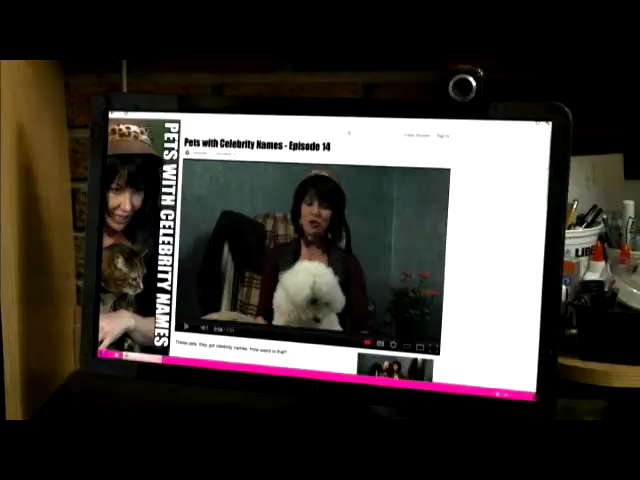 PETS WITH CELEBRITY NAMES
Pets with Celebrity Names - Episode 14
These pets, they got celebrity names. How weird is that?